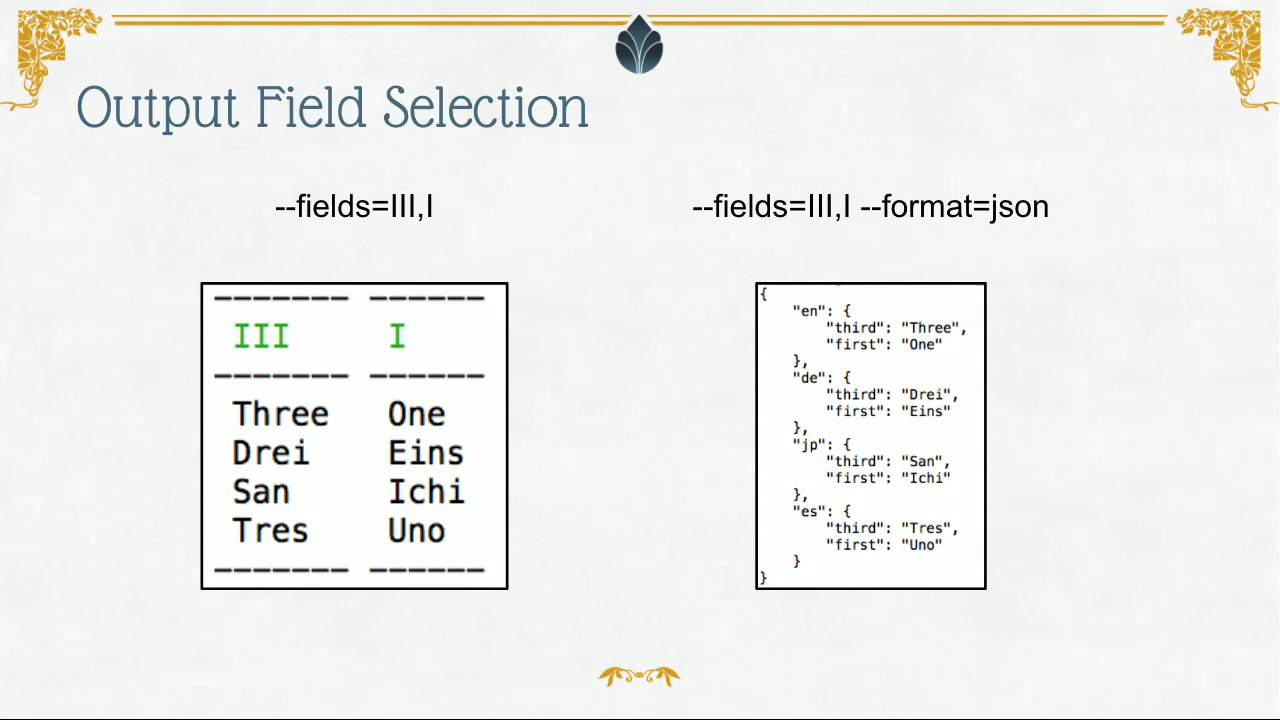 Output Field Selection
--fields=III,I
------- ------
III I
------- ------
Three One
Drei Eins
San Ichi
Tres Uno
------- ------
--fields=III,I --format=json
{
    "en": {
        "third": "Three",
        "first": "One"
    },
    "de": {
        "third": "Drei",
        "first": "Eins"
    },
    "jp": {
        "third": "San",
        "first": "Ichi"
    },
    "es": {
        "third": "Tres",
        "first": "Uno"
    }
}